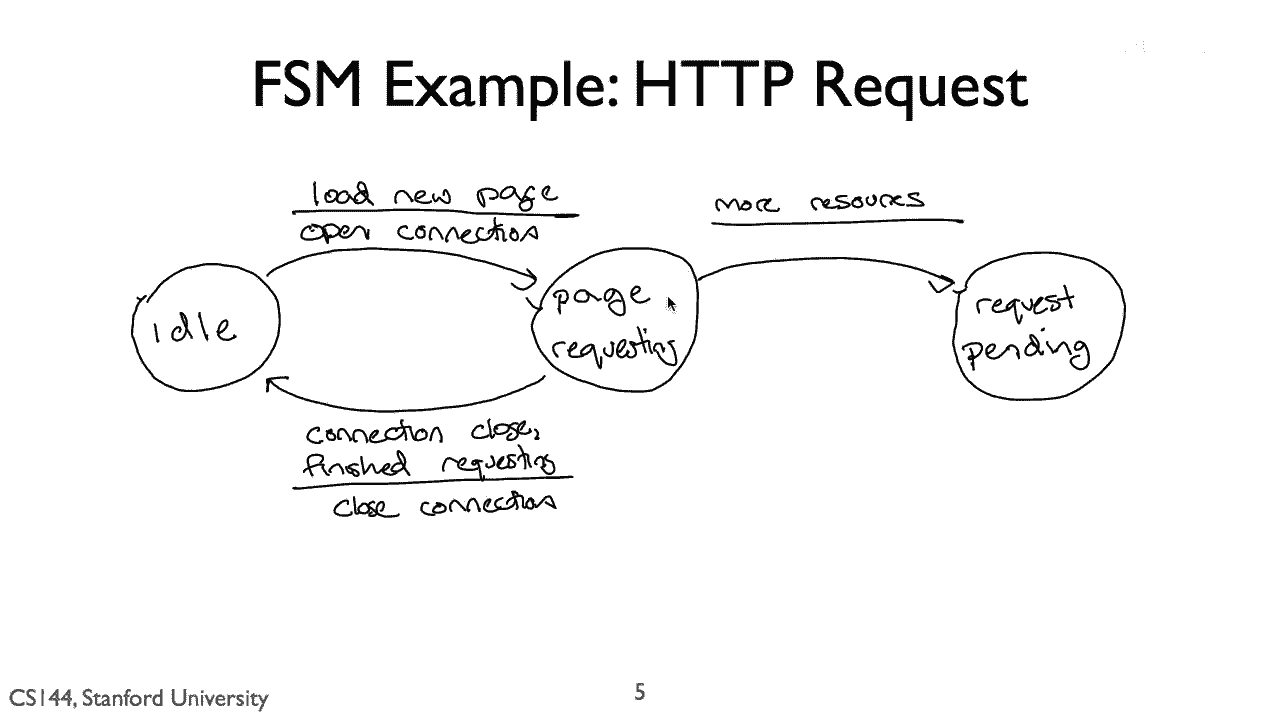 FSM Example: HTTP Request
load new page
open connection
more resources
idle
page
requesting
request
pending
connection close,
finished requesting
close connection
CS144, Stanford University
5